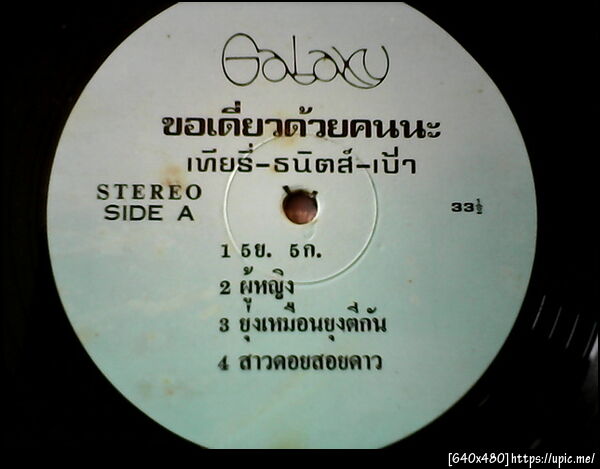 Galaxy
ขอเดี่ยวด้วยคนนะ
เทียรี่-ธนิตส์-เป้า
STEREO
SIDE A
33⅓
1 5ย. 5ก.
2 ผู้หญิง
3 ยุ่งเหมือนยุงตีกัน
4 สาวดอยสอยดาว
[640x480]https://upic.me/